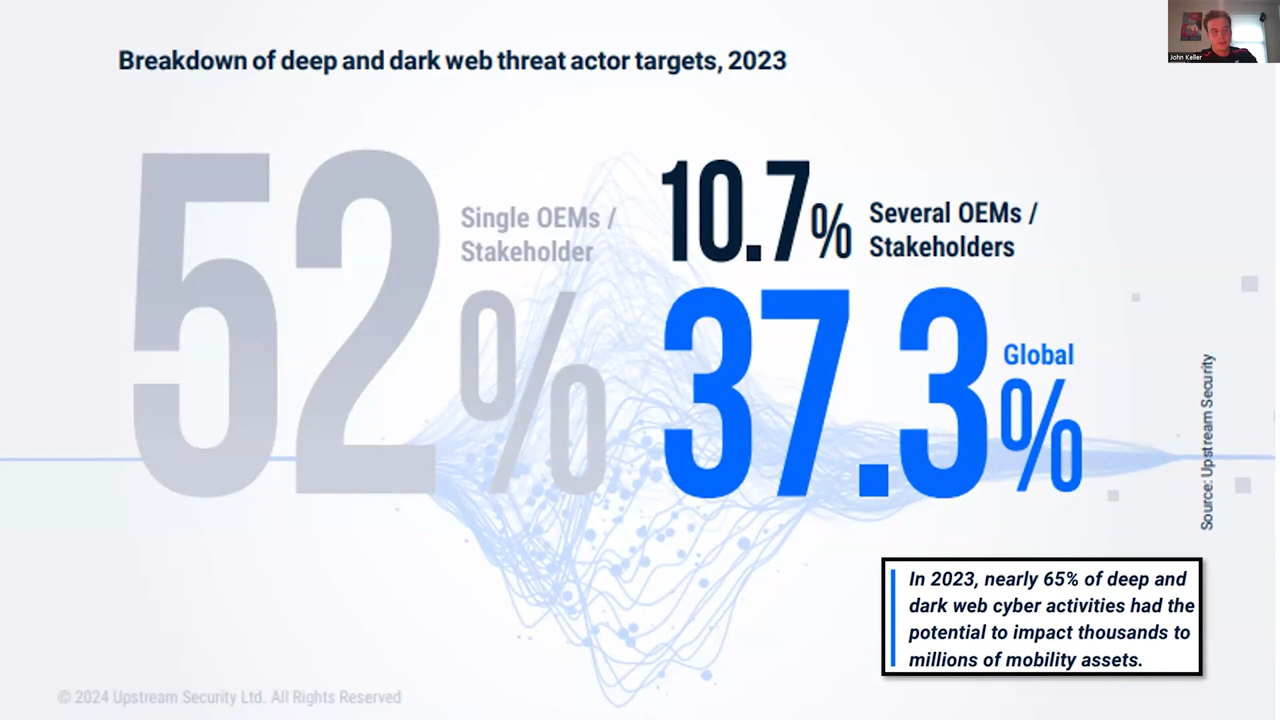 Breakdown of deep and dark web threat actor targets, 2023
John Keller
52%
Single OEMs /
Stakeholder
10.7%
Several OEMs /
Stakeholders
37.3%
Global
Source: Upstream Security
In 2023, nearly 65% of deep and
dark web cyber activities had the
potential to impact thousands to
millions of mobility assets.
© 2024 Upstream Security Ltd. All Rights Reserved